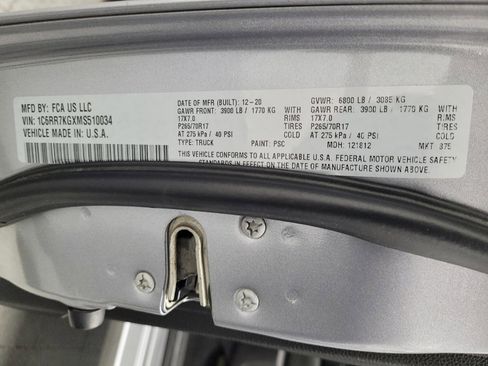 MFD BY: FCA US LLC
VIN: 1C6RR7KGXMS510034
VEHICLE MADE IN U.S.A.
DATE OF MFR (BUILT): 12-20
GAWR FRONT: 3900 LB / 1770 KG
17X7.0 RIMS
P265/70R17 TIRES
AT 275 kPa / 40 PSI COLD
TYPE: TRUCK PAINT: PSC
GVWR: 6800 LB / 3085 KG
GAWR REAR: 3900 LB / 1770 KG
17X7.0 RIMS
P265/70R17 TIRES
AT 275 kPa / 40 PSI COLD
MDH: 121812 MKT 875
THIS VEHICLE CONFORMS TO ALL APPLICABLE U.S.A. FEDERAL MOTOR VEHICLE SAFETY
STANDARDS IN EFFECT ON THE DATE OF MANUFACTURE SHOWN ABOVE.